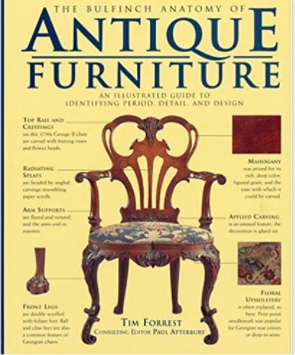 THE BULFINCH ANATOMY OF
ANTIQUE
FURNITURE
AN ILLUSTRATED GUIDE TO
IDENTIFYING PERIOD, DETAIL, AND DESIGN
TOP RAIL AND
CRESTINGS
on this 1750s George II chair
are carved with fruiting vines
and flower heads.
RADIATING
SPLATS
are headed by angled
carvings resembling
paper scrolls.
ARM SUPPORTS
are fluted and twisted
and the arms end in
FRONT LEGS
are double-scrolled
with foliate feet. Ball
and claw feet are also
a common feature of
Georgian chairs.
MAHOGANY
was prized for its
rich, deep color,
figured grain, and the
ease with which it
could be carved.
APPLIED CARVING
is an unusual feature, the
decoration is glued on.
FLORAL
UPHOLSTERY
is often replaced, as
here. Petit point
needlework was popular
for Georgian seat covers
or drop-in seats.
TIM FORREST
CONSULTING EDITOR PAUL ATTERBURY